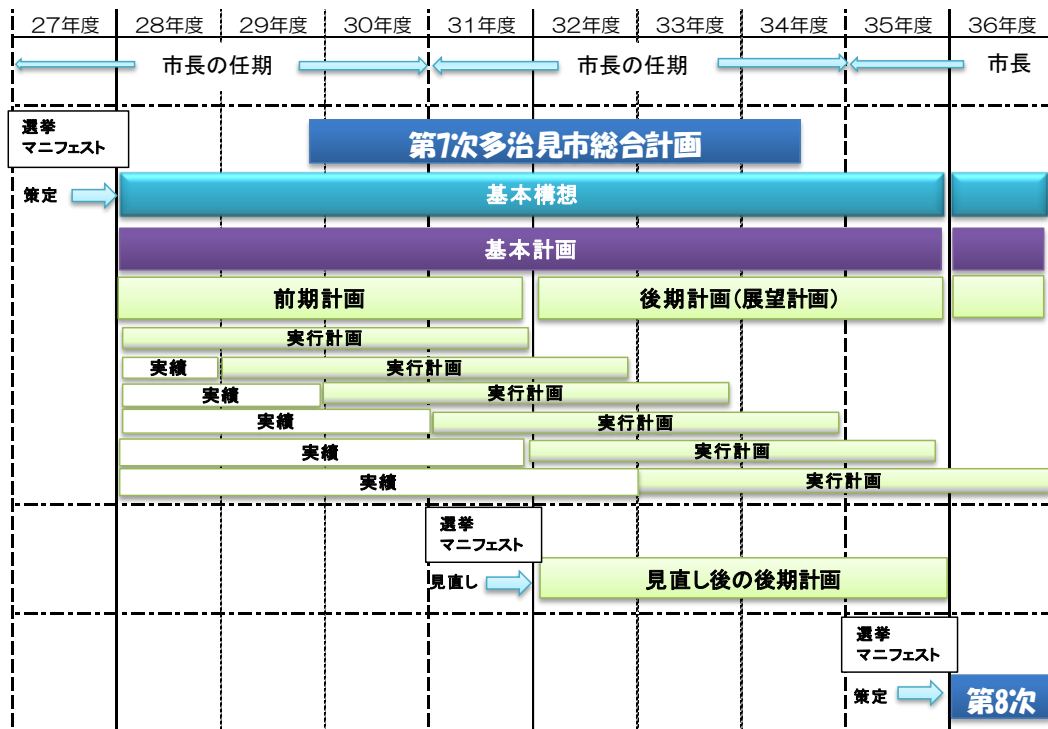 27年度 28年度 29年度 30年度 31年度 32年度 33年度 34年度 35年度 36年度
市長の任期 市長の任期 市長
選挙
マニフェスト
第7次多治見市総合計画
策定
基本構想
基本計画
前期計画 後期計画(展望計画)
実行計画
実績 実行計画
実績 実行計画
実績 実行計画
実績 実行計画
実績 実行計画
選挙
マニフェスト
見直し
見直し後の後期計画
選挙
マニフェスト
策定
第8次